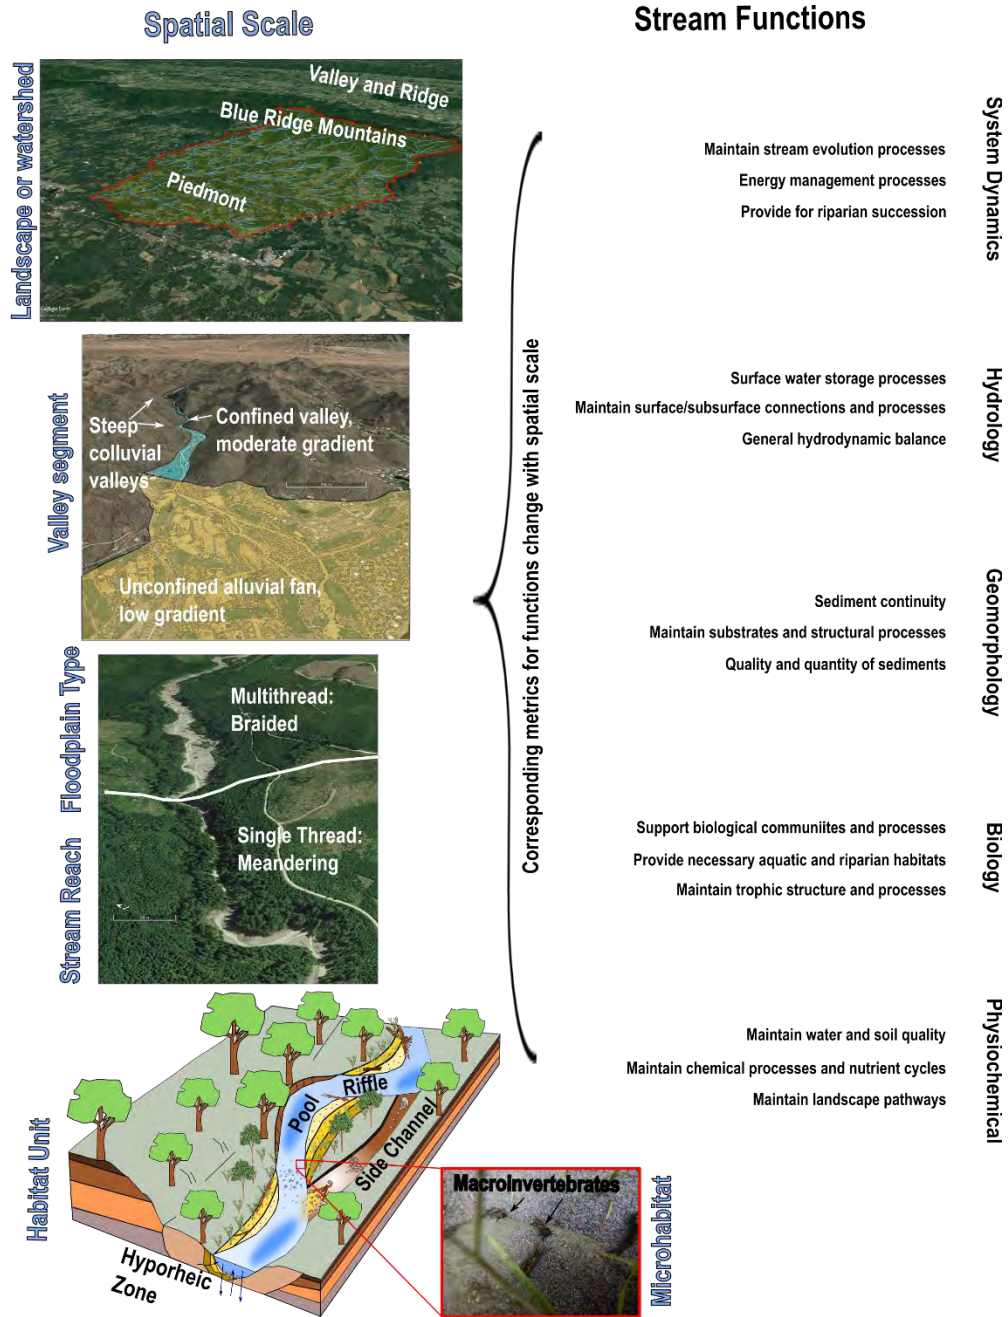 Spatial Scale
Stream Functions
Landscape or watershed
Valley and Ridge
Blue Ridge Mountains
Piedmont
Google Earth
Valley segment
Steep
colluvial
valleys
Confined valley,
moderate gradient
Unconfined alluvial fan,
low gradient
Floodplain Type
Stream Reach
Multithread:
Braided
Single Thread:
Meandering
Habitat Unit
Riffle
Pool
Side Channel
Hyporheic
Zone
Macroinvertebrates
Microhabitat
Corresponding metrics for functions change with spatial scale
System Dynamics
Maintain stream evolution processes
Energy management processes
Provide for riparian succession
Hydrology
Surface water storage processes
Maintain surface/subsurface connections and processes
General hydrodynamic balance
Geomorphology
Sediment continuity
Maintain substrates and structural processes
Quality and quantity of sediments
Biology
Support biological communiites and processes
Provide necessary aquatic and riparian habitats
Maintain trophic structure and processes
Physiochemical
Maintain water and soil quality
Maintain chemical processes and nutrient cycles
Maintain landscape pathways